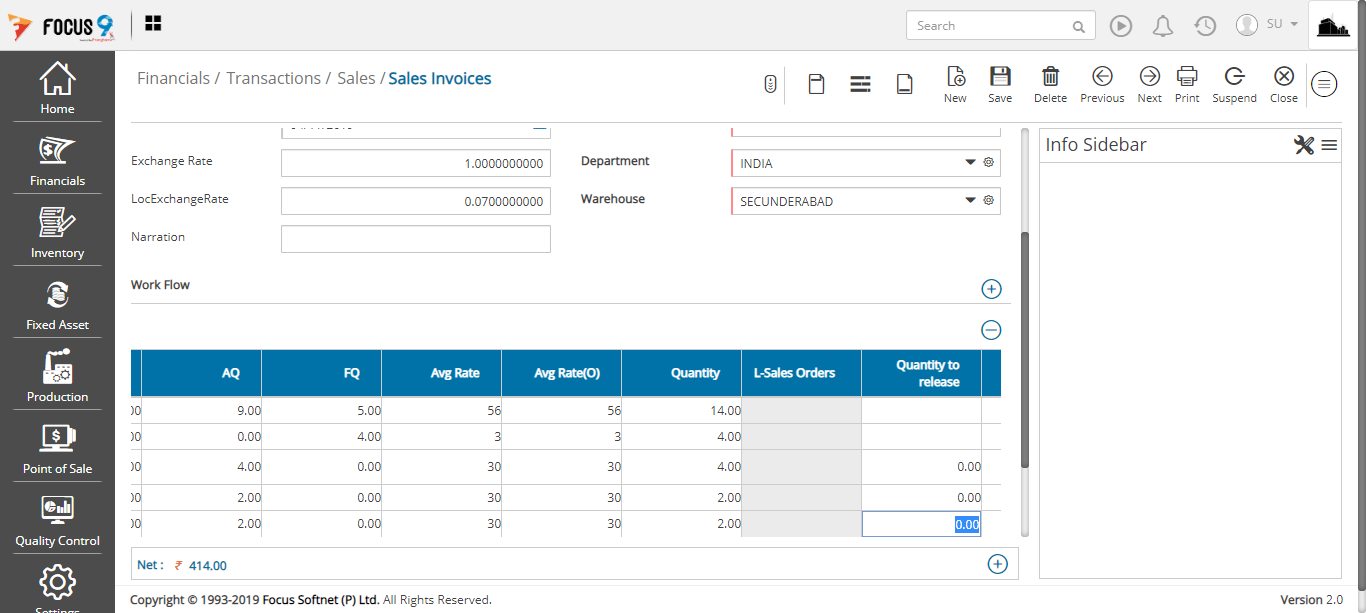 FOCUS 9
Search
SU
Home
Financials
Inventory
Fixed Asset
Production
Point of Sale
Quality Control
Settings
Financials / Transactions / Sales / Sales Invoices
New Save Delete Previous Next Print Suspend Close
Exchange Rate 1.0000000000 Department INDIA
LocExchangeRate 0.0700000000 Warehouse SECUNDERABAD
Narration
Work Flow
AQ FQ Avg Rate Avg Rate(O) Quantity L-Sales Orders Quantity to
release
00 9.00 5.00 56 56 14.00
00 0.00 4.00 3 3 4.00
00 4.00 0.00 30 30 4.00 0.00
00 2.00 0.00 30 30 2.00 0.00
00 2.00 0.00 30 30 2.00 0.00
Net : ₹ 414.00
Info Sidebar
Copyright © 1993-2019 Focus Softnet (P) Ltd. All Rights Reserved.
Version 2.0